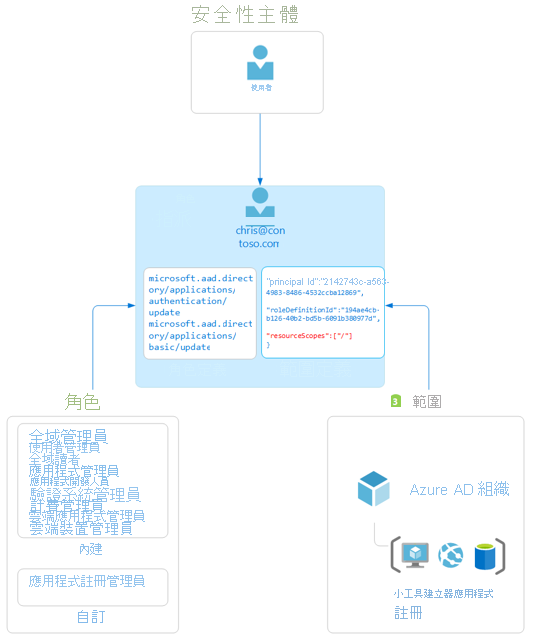 安全性主體
使用者
chris@con
toso.com
microsoft.aad.direct
ory/applications/
authentication/
update
microsoft.aad.direct
ory/applications/
basic/update
"principal Id":"2142743c-a563-
4983-8486-4532ccba12869",
"roleDefinitionId":"194ae4cb-
b126-40b2-bd5b-6091b380977d",
"resourceScopes":["/"]
}
角色
全域管理員
使用者管理員
全域讀者
應用程式管理員
應用程式開發人員
驗證系統管理員
計費管理員
雲端應用程式管理員
雲端裝置管理員
內建
應用程式註冊管理員
自訂
3 範圍
Azure AD 組織
小工具建立器應用程式
註冊